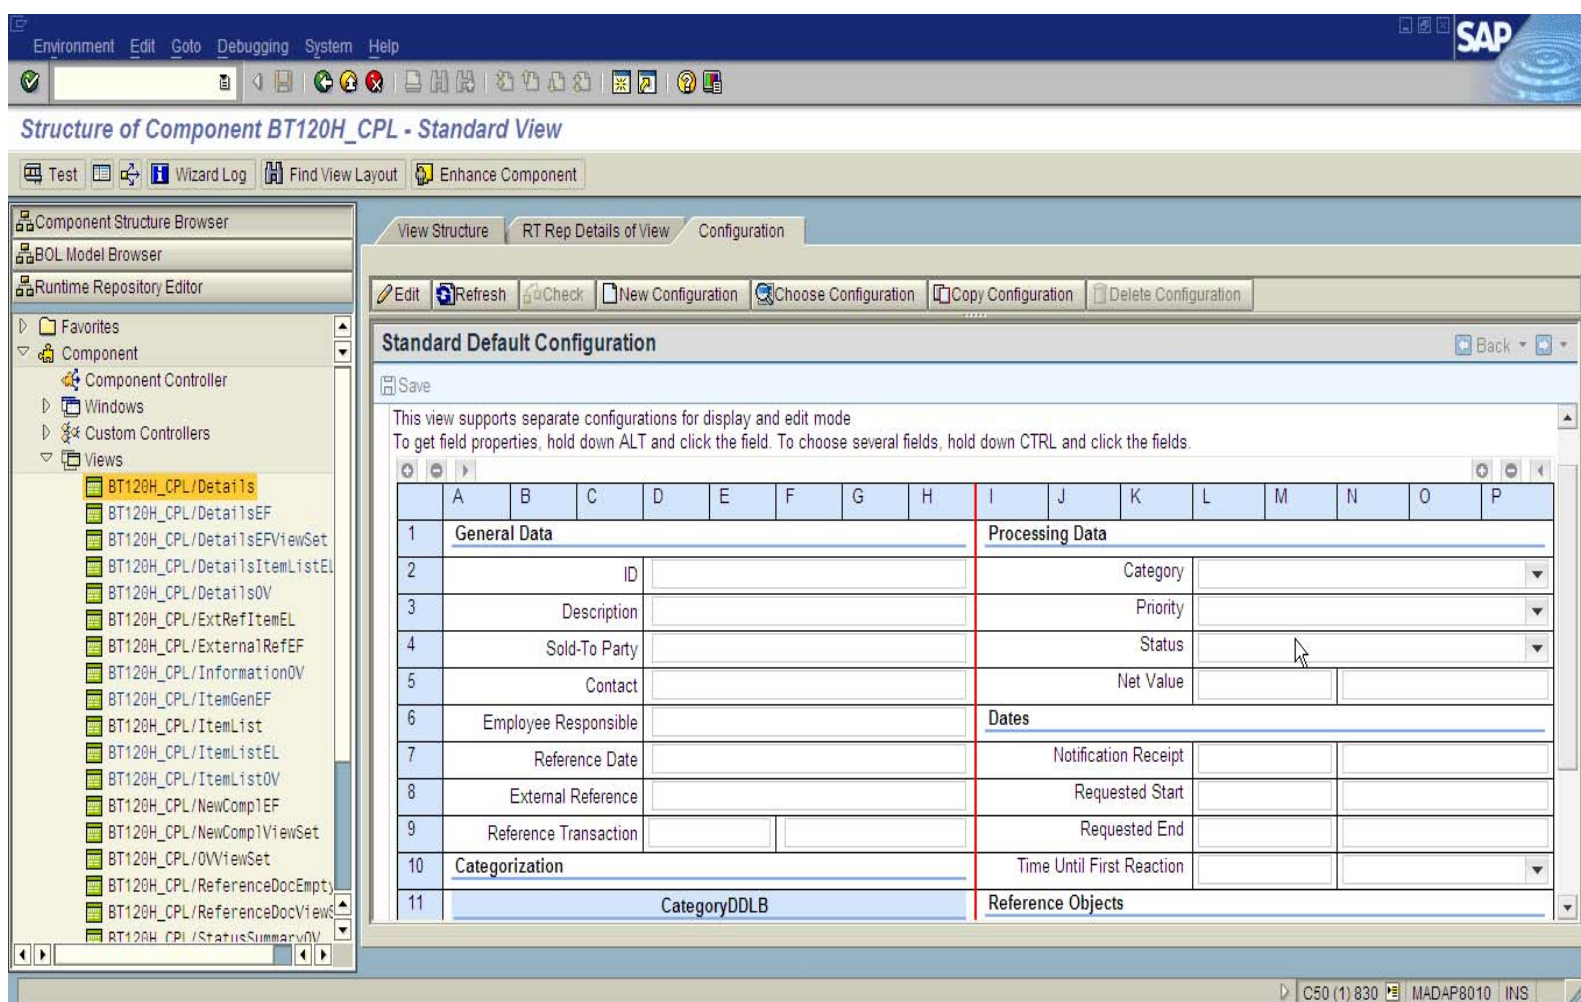 Environment Edit Goto Debugging System Help
SAP
Structure of Component BT120H_CPL - Standard View
Test Wizard Log Find View Layout Enhance Component
Component Structure Browser
BOL Model Browser
Runtime Repository Editor
Favorites
Component
Component Controller
Windows
Custom Controllers
Views
BT120H_CPL/Details
BT120H_CPL/DetailsEF
BT120H_CPL/DetailsEFViewSet
BT120H_CPL/DetailsItemListEL
BT120H_CPL/DetailsOV
BT120H_CPL/ExtRefItemEL
BT120H_CPL/ExternalRefEF
BT120H_CPL/InformationOV
BT120H_CPL/ItemGenEF
BT120H_CPL/ItemList
BT120H_CPL/ItemListEL
BT120H_CPL/ItemListOV
BT120H_CPL/NewComplEF
BT120H_CPL/NewComplViewSet
BT120H_CPL/OVViewSet
BT120H_CPL/ReferenceDocEmpty
BT120H_CPL/ReferenceDocViewS
BT120H_CPL/StatusSummaryOV
View Structure RT Rep Details of View Configuration
Edit Refresh Check New Configuration Choose Configuration Copy Configuration Delete Configuration
Standard Default Configuration Back
Save
This view supports separate configurations for display and edit mode
To get field properties, hold down ALT and click the field. To choose several fields, hold down CTRL and click the fields.
A B C D E F G H I J K L M N O P
1 General Data Processing Data
2 ID Category
3 Description Priority
4 Sold-To Party Status
5 Contact Net Value
6 Employee Responsible Dates
7 Reference Date Notification Receipt
8 External Reference Requested Start
9 Reference Transaction Requested End
10 Categorization Time Until First Reaction
11 CategoryDDLB Reference Objects
C50 (1) 830 MADAP8010 INS